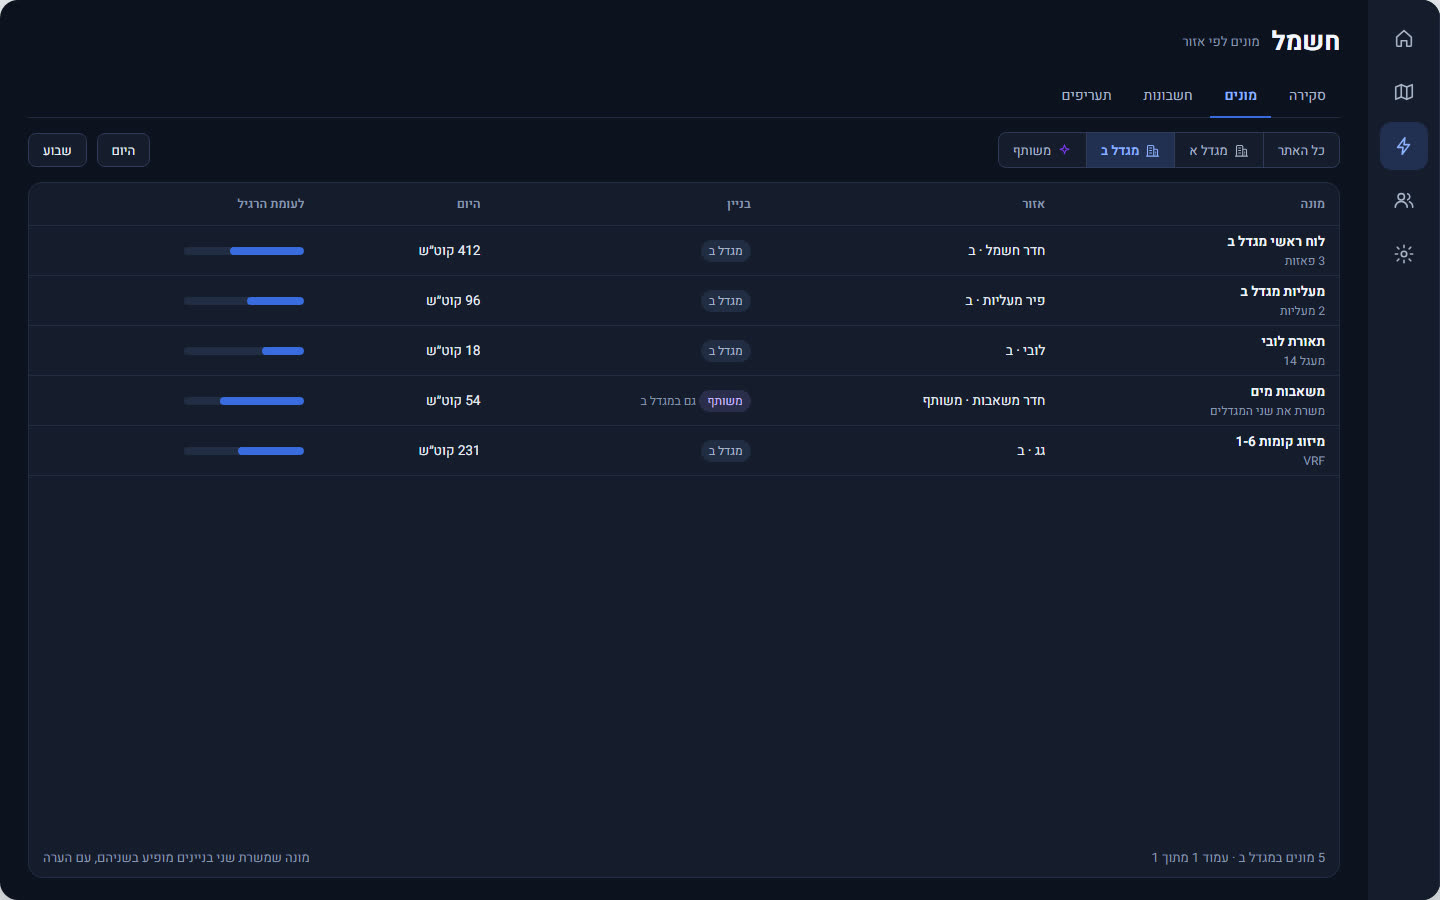 חשמל מונים לפי אזור
סקירה מונים חשבונות תעריפים
כל האתר מגדל א מגדל ב משותף היום שבוע
מונה אזור בניין היום לעומת הרגיל
לוח ראשי מגדל ב
3 פאזות
חדר חשמל · ב מגדל ב 412 קוט״ש
מעליות מגדל ב
2 מעליות
פיר מעליות · ב מגדל ב 96 קוט״ש
תאורת לובי
מעגל 14
לובי · ב מגדל ב 18 קוט״ש
משאבות מים
משרת את שני המגדלים
חדר משאבות · משותף משותף גם במגדל ב 54 קוט״ש
מיזוג קומות 1-6
VRF
גג · ב מגדל ב 231 קוט״ש
5 מונים במגדל ב · עמוד 1 מתוך 1 מונה שמשרת שני בניינים מופיע בשניהם, עם הערה